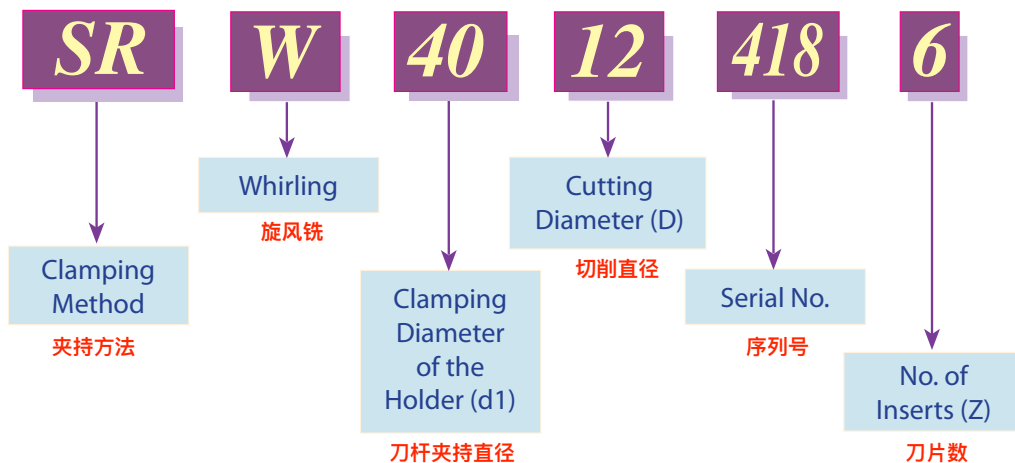 SR W 40 12 418 6
Whirling
旋风铣
Cutting
Diameter (D)
切削直径
Clamping
Method
夹持方法
Clamping
Diameter
of the
Holder (d1)
刀杆夹持直径
Serial No.
序列号
No. of
Inserts (Z)
刀片数